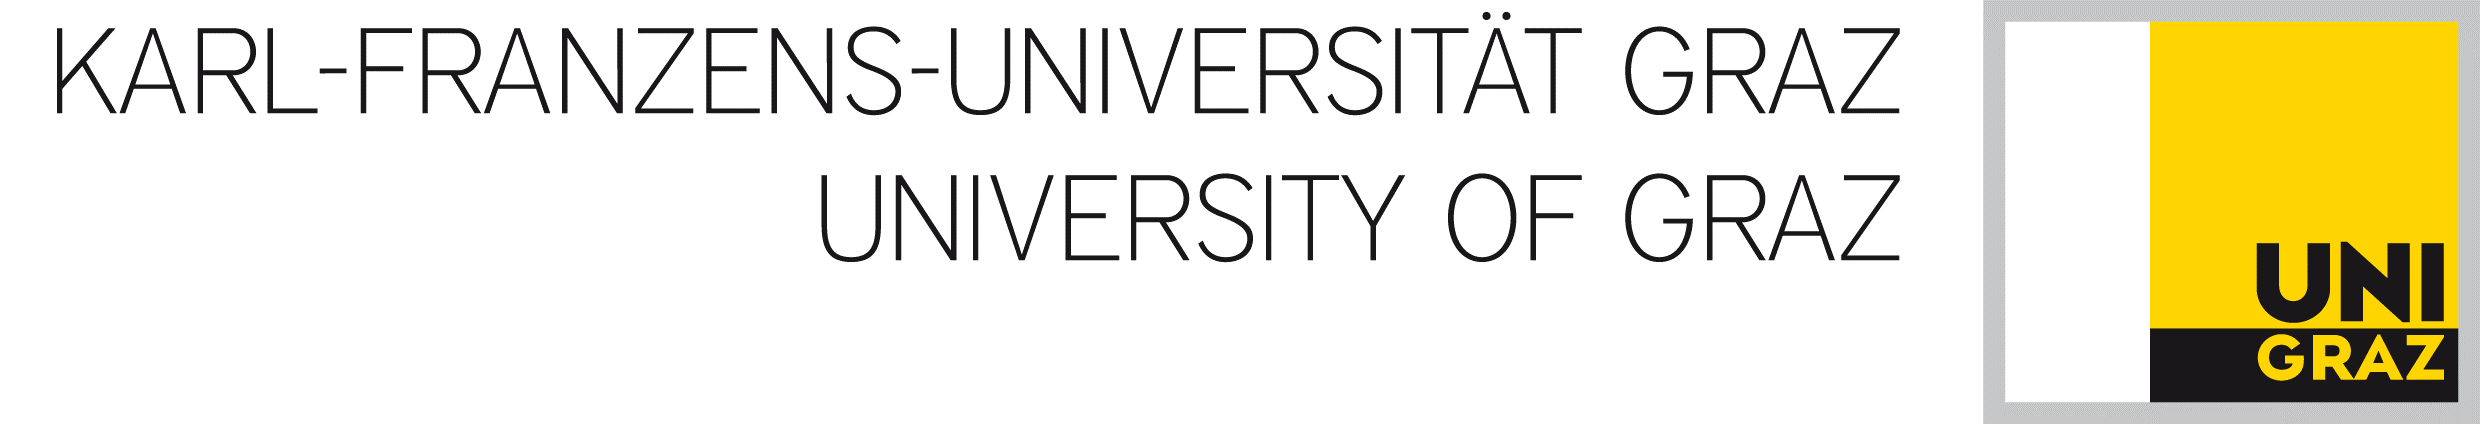 KARL-FRANZENS-UNIVERSITÄT GRAZ
UNIVERSITY OF GRAZ
UNI
GRAZ